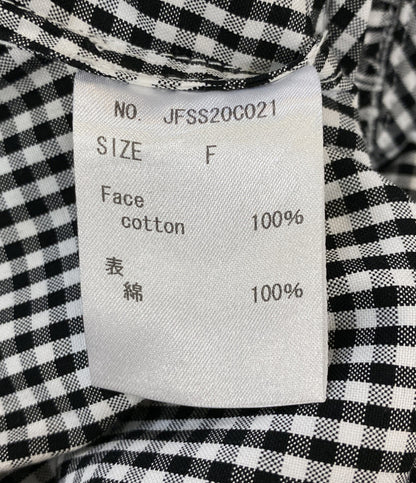 NO. JFSS20C021
SIZE F
Face
cotton 100%
表
綿 100%